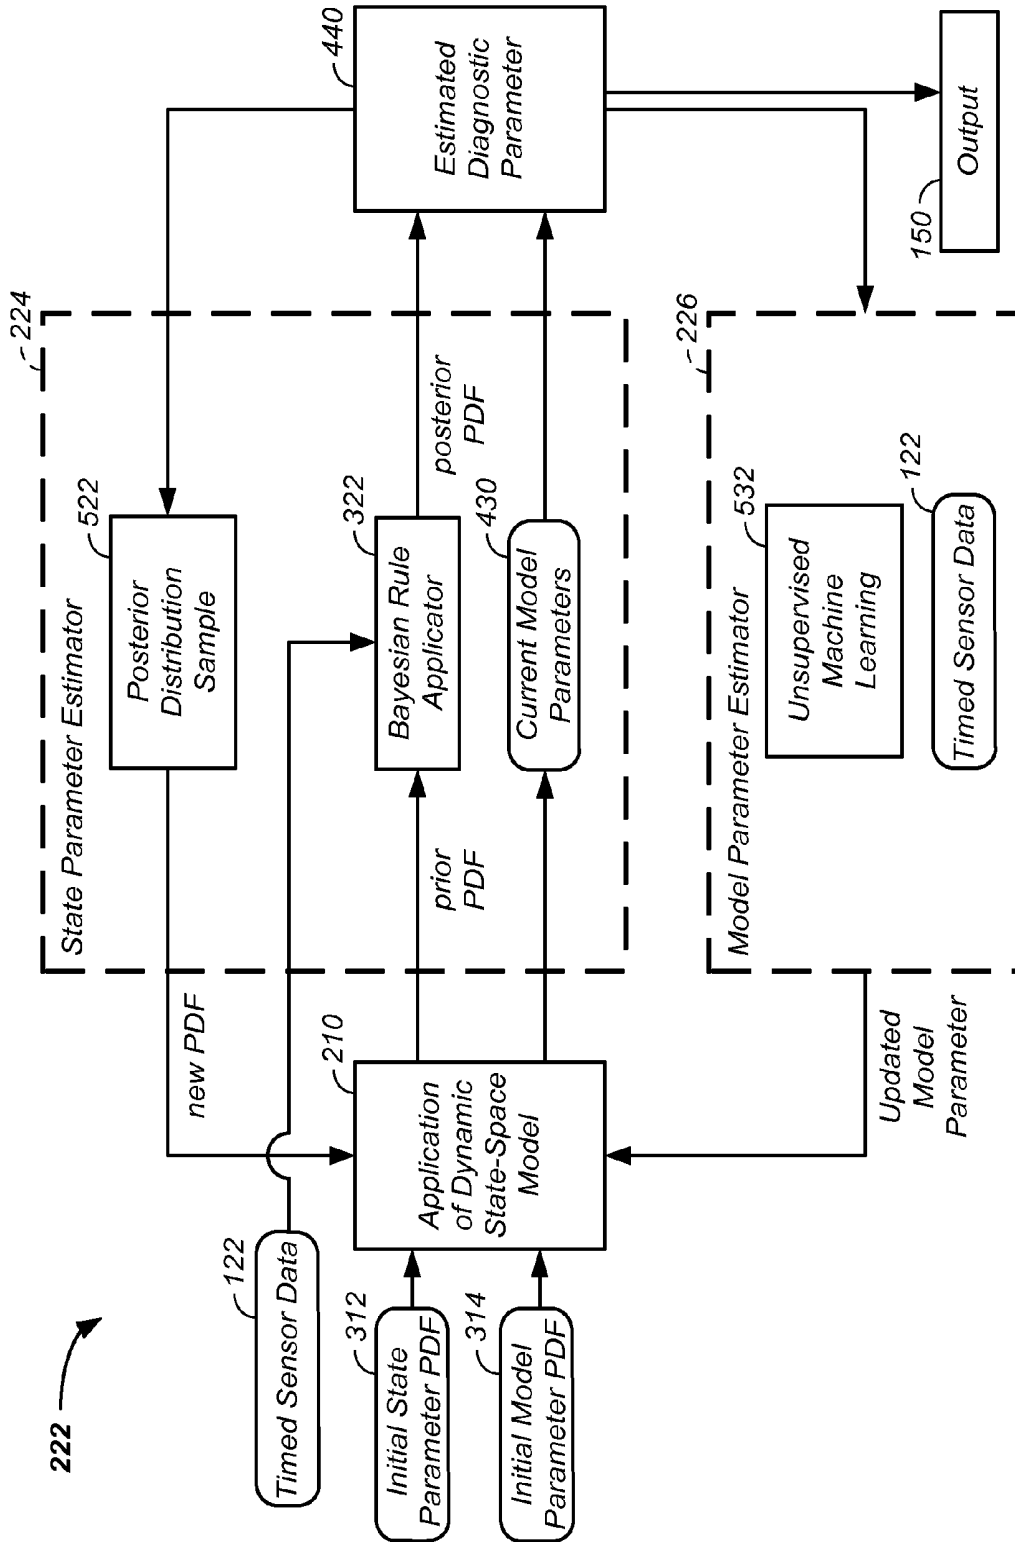 222
224
State Parameter Estimator
522
Posterior
Distribution
Sample
new PDF
122
Timed Sensor Data
440
Estimated
Diagnostic
Parameter
312
Initial State
Parameter PDF
314
Initial Model
Parameter PDF
210
Application
of Dynamic
State-Space
Model
prior
PDF
322
Bayesian Rule
Applicator
posterior
PDF
430
Current Model
Parameters
226
Model Parameter Estimator
532
Unsupervised
Machine
Learning
122
Timed Sensor Data
Updated
Model
Parameter
150
Output